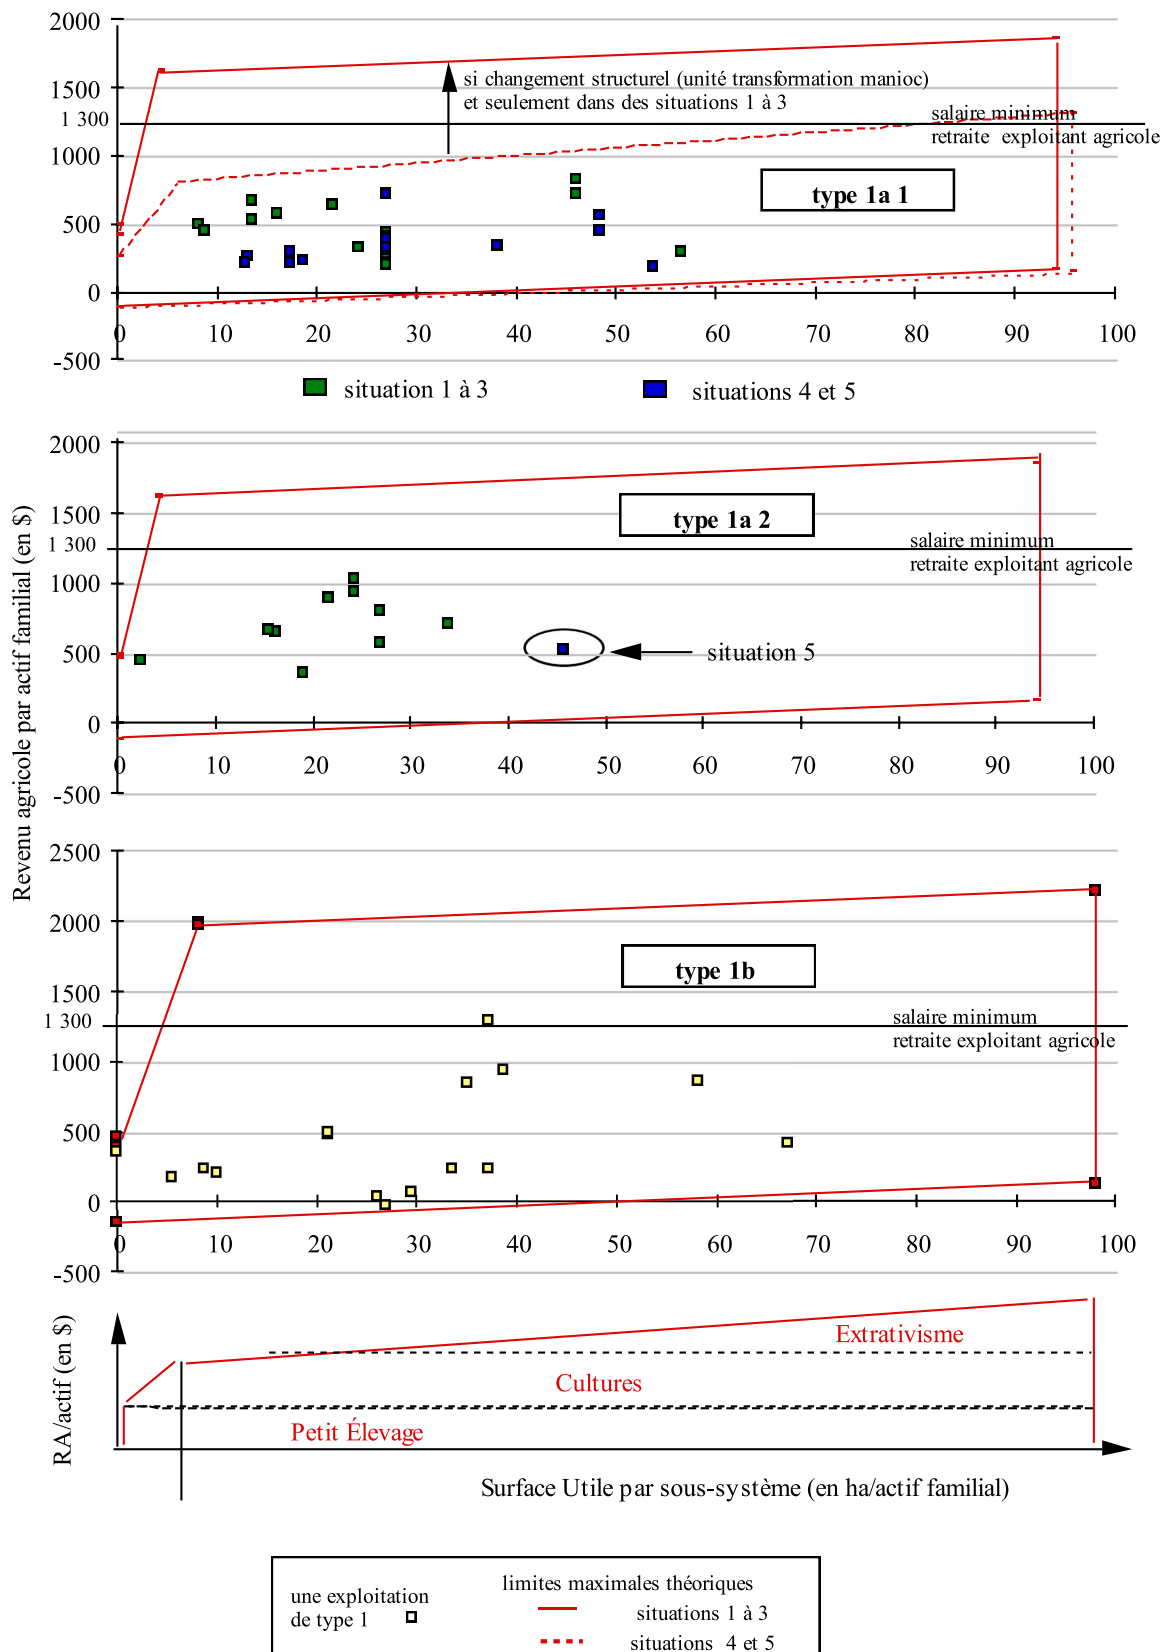 2000
1500
si changement structurel (unité transformation manioc)
et seulement dans des situations 1 à 3
1 300
salaire minimum
retraite exploitant agricole
1000
type 1a 1
500
0
0 10 20 30 40 50 60 70 80 90 100
-500
situation 1 à 3 situations 4 et 5
Revenu agricole par actif familial (en $)
2000
1500
type 1a 2
1 300
salaire minimum
retraite exploitant agricole
1000
500
situation 5
0
0 10 20 30 40 50 60 70 80 90 100
-500
2500
2000
type 1b
1500
1 300
salaire minimum
retraite exploitant agricole
1000
500
0
0 10 20 30 40 50 60 70 80 90 100
-500
RA/actif (en $)
Extrativisme
Cultures
Petit Élevage
Surface Utile par sous-système (en ha/actif familial)
une exploitation
de type 1
limites maximales théoriques
situations 1 à 3
situations 4 et 5